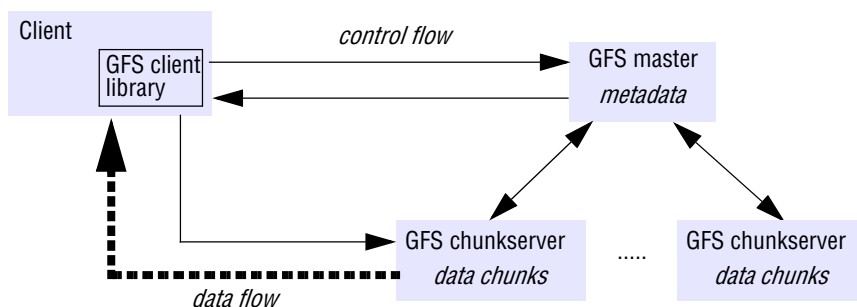 Client
GFS client
library
control flow
GFS master
metadata
GFS chunkserver
data chunks
.....
GFS chunkserver
data chunks
data flow